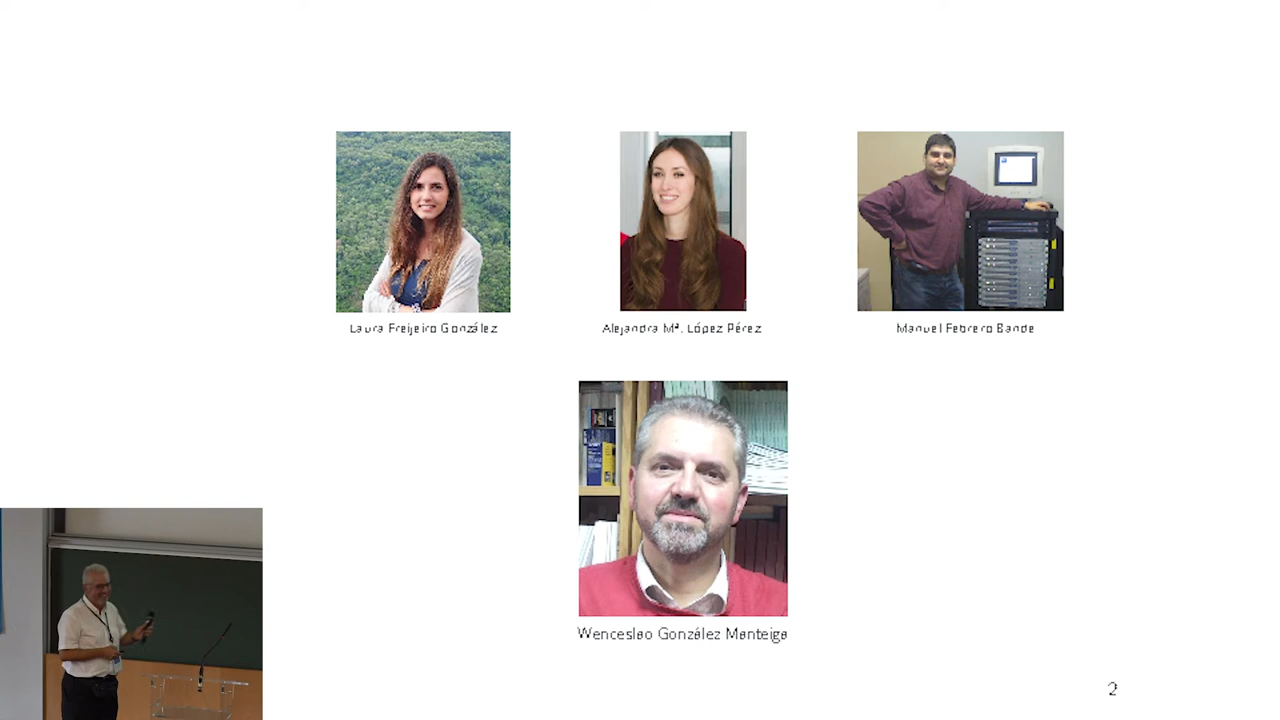 Laura Freijeiro González
Alejandra Mª. López Pérez
Manuel Febrero Bande
Wenceslao González Manteiga
2